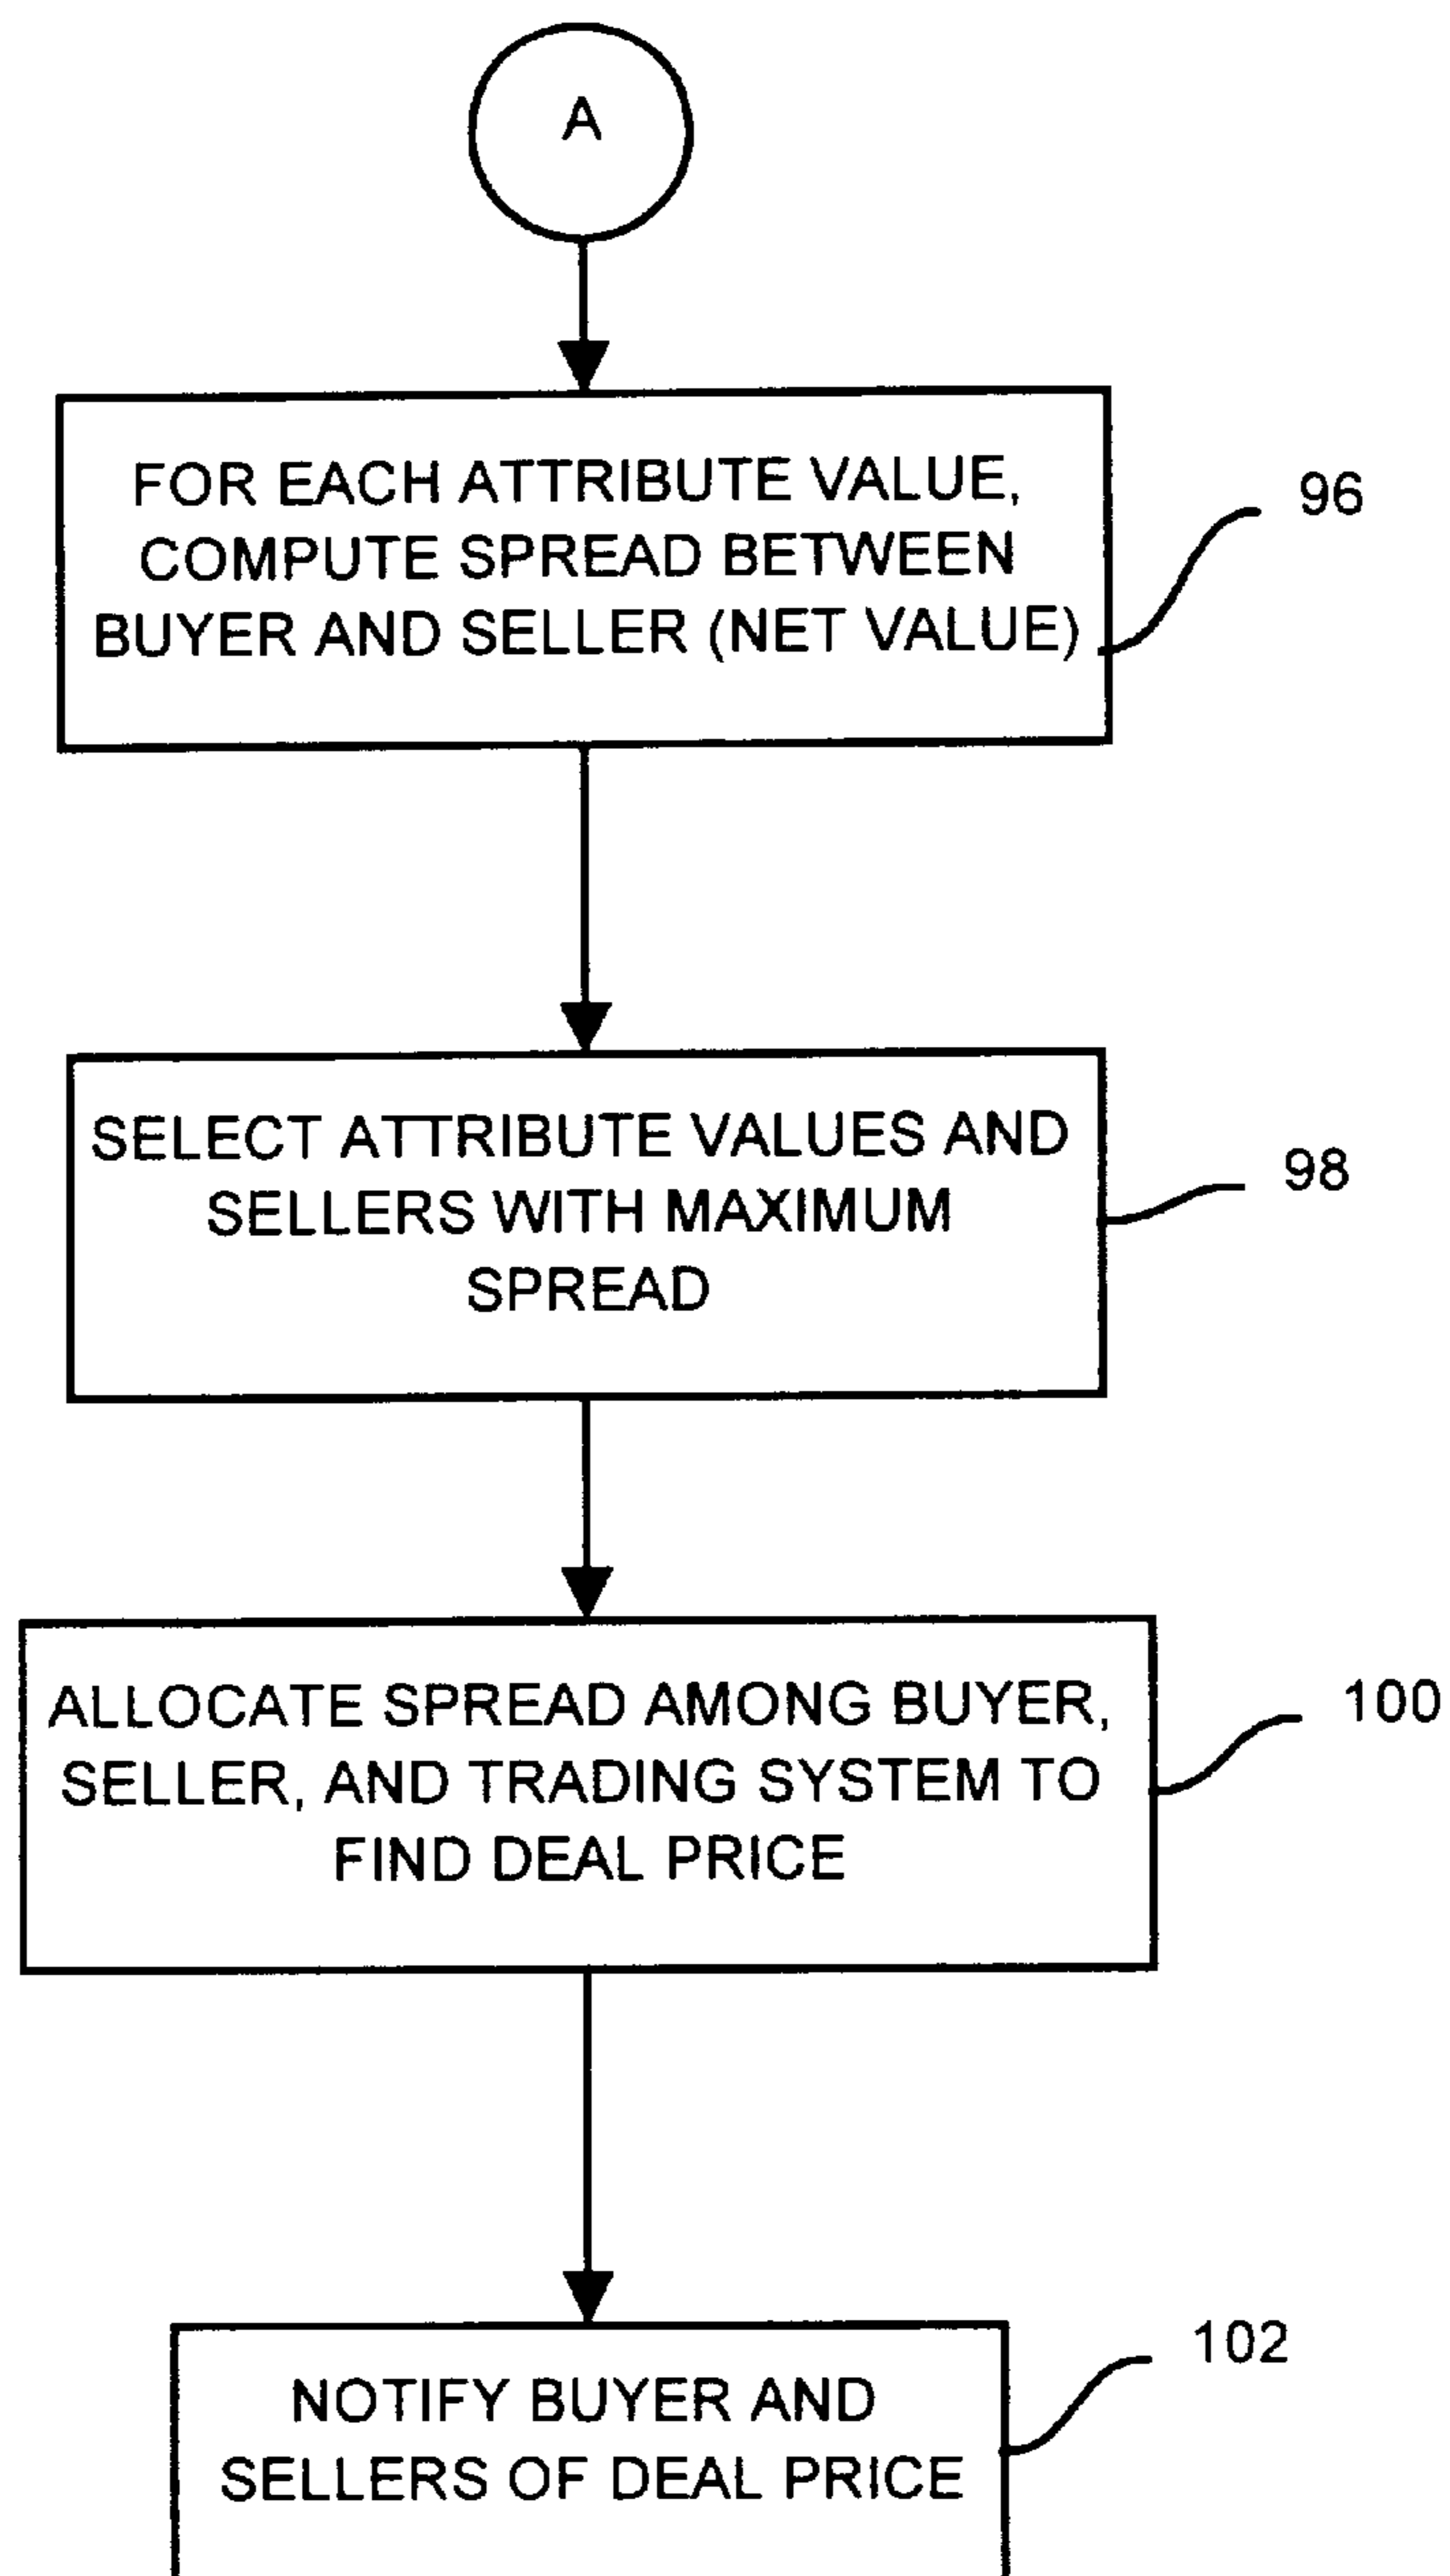 A
FOR EACH ATTRIBUTE VALUE,
COMPUTE SPREAD BETWEEN
BUYER AND SELLER (NET VALUE)
96
SELECT ATTRIBUTE VALUES AND
SELLERS WITH MAXIMUM
SPREAD
98
ALLOCATE SPREAD AMONG BUYER,
SELLER, AND TRADING SYSTEM TO
FIND DEAL PRICE
100
NOTIFY BUYER AND
SELLERS OF DEAL PRICE
102